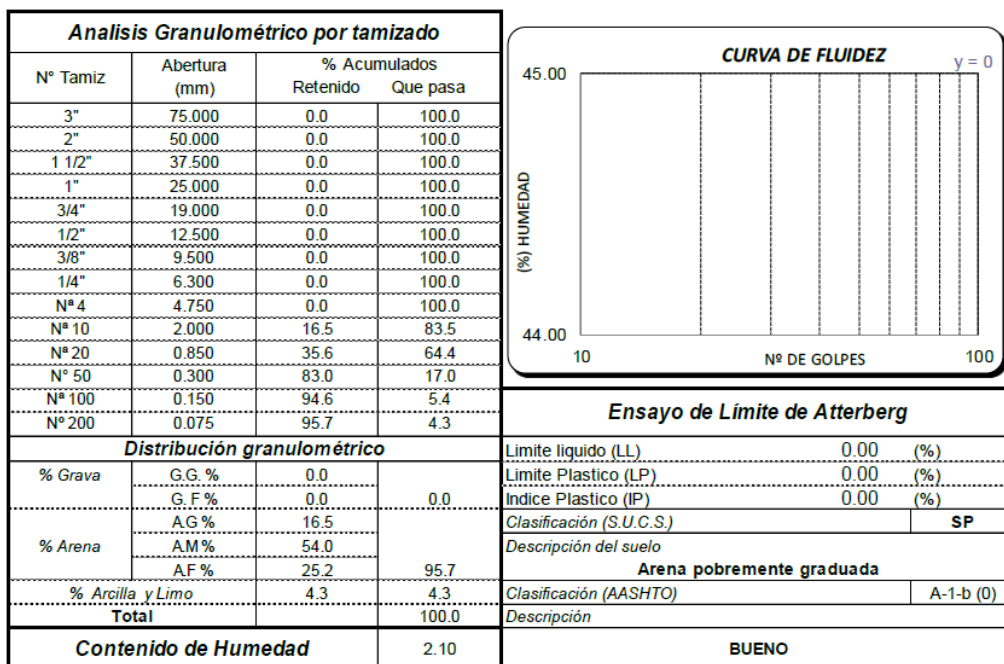 Analisis Granulométrico por tamizado
N° Tamiz Abertura (mm) % Acumulados
Retenido Que pasa
3" 75.000 0.0 100.0
2" 50.000 0.0 100.0
1 1/2" 37.500 0.0 100.0
1" 25.000 0.0 100.0
3/4" 19.000 0.0 100.0
1/2" 12.500 0.0 100.0
3/8" 9.500 0.0 100.0
1/4" 6.300 0.0 100.0
Nª 4 4.750 0.0 100.0
Nª 10 2.000 16.5 83.5
Nª 20 0.850 35.6 64.4
N° 50 0.300 83.0 17.0
Nª 100 0.150 94.6 5.4
Nº 200 0.075 95.7 4.3
Distribución granulométrico
% Grava G.G. % 0.0
G. F % 0.0 0.0
% Arena A.G % 16.5
A.M % 54.0
A.F % 25.2 95.7
% Arcilla y Limo 4.3 4.3
Total 100.0
Contenido de Humedad 2.10
CURVA DE FLUIDEZ
y = 0
45.00
(%) HUMEDAD
44.00
10 Nº DE GOLPES 100
Ensayo de Límite de Atterberg
Limite liquido (LL) 0.00 (%)
Limite Plastico (LP) 0.00 (%)
Indice Plastico (IP) 0.00 (%)
Clasificación (S.U.C.S.) SP
Descripción del suelo
Arena pobremente graduada
Clasificación (AASHTO) A-1-b (0)
Descripción
BUENO